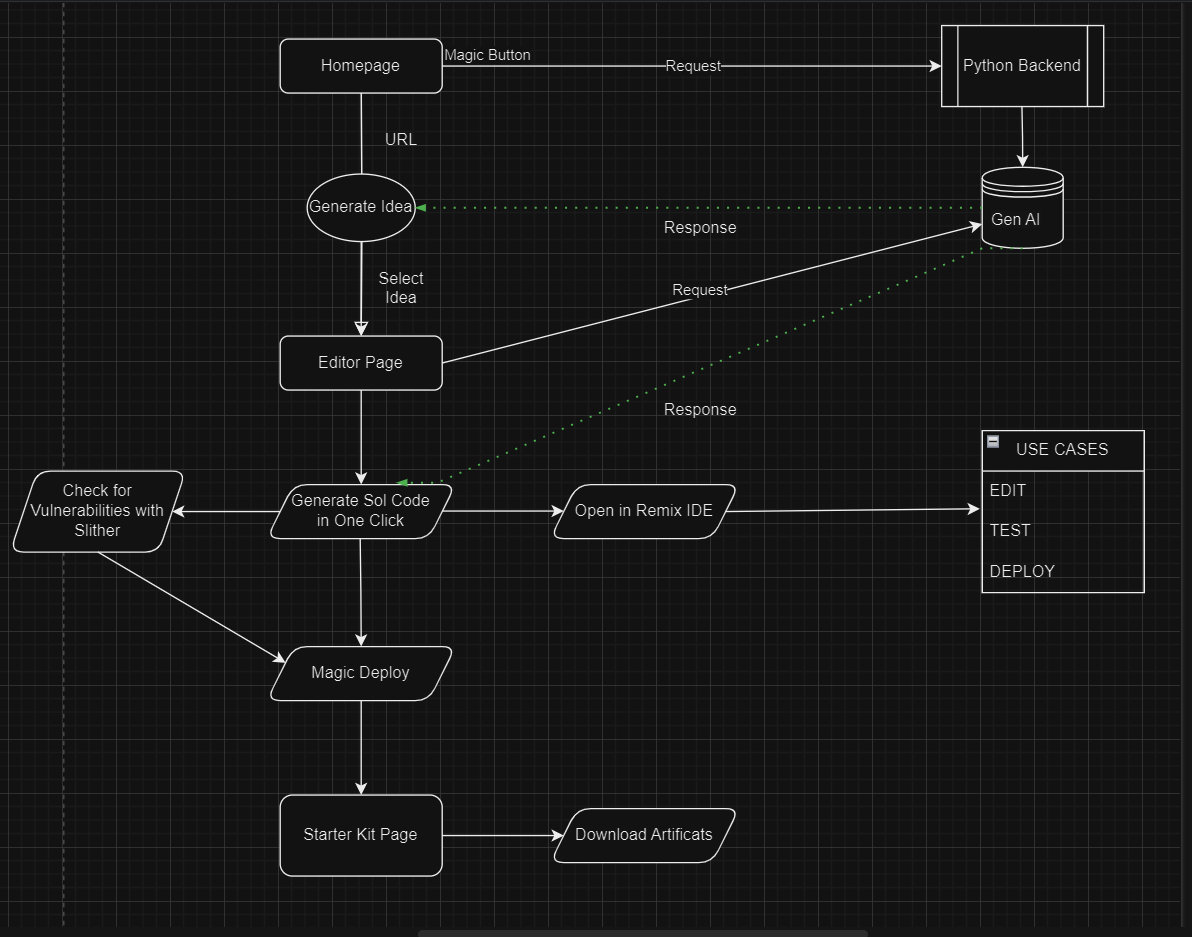 Homepage
Magic Button
Request
Python Backend
URL
Generate Idea
Response
Gen AI
Select
Idea
Request
Editor Page
Response
USE CASES
EDIT
TEST
DEPLOY
Check for
Vulnerabilities with
Slither
Generate Sol Code
in One Click
Open in Remix IDE
Magic Deploy
Starter Kit Page
Download Artificats